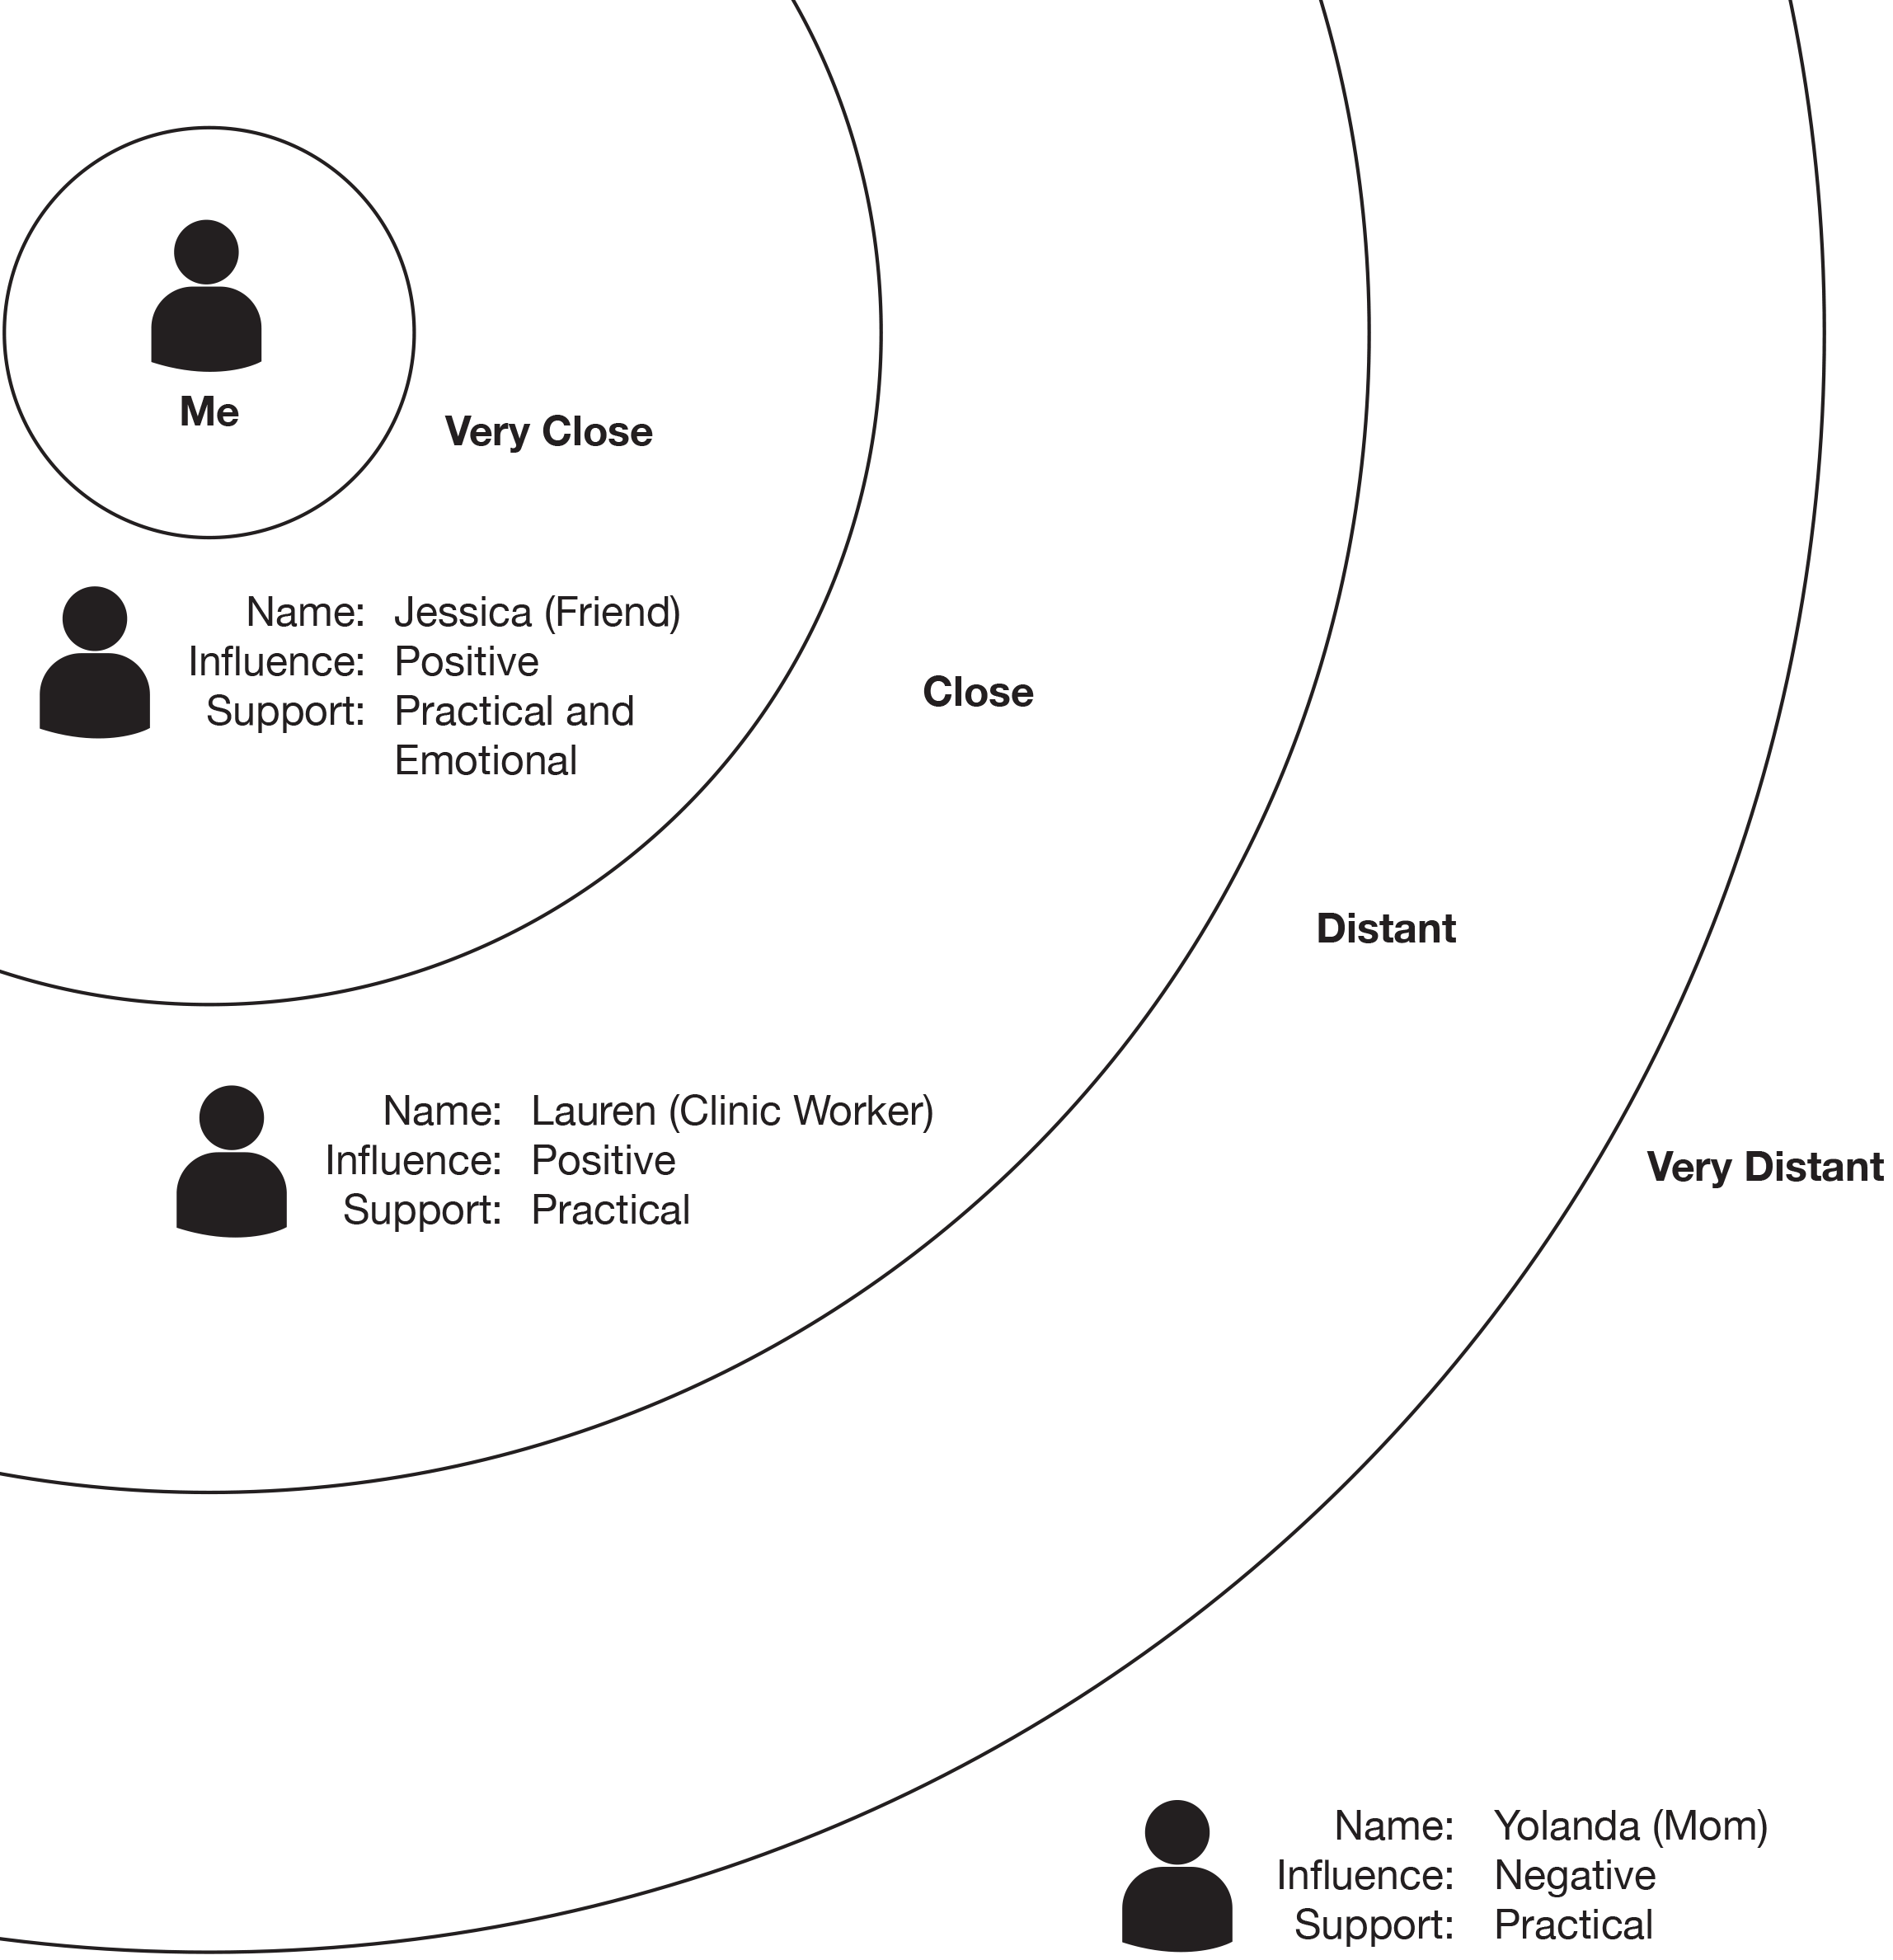 Me
Very Close
Name: Jessica (Friend)
Influence: Positive
Support: Practical and
Emotional
Close
Distant
Name: Lauren (Clinic Worker)
Influence: Positive
Support: Practical
Very Distant
Name: Yolanda (Mom)
Influence: Negative
Support: Practical